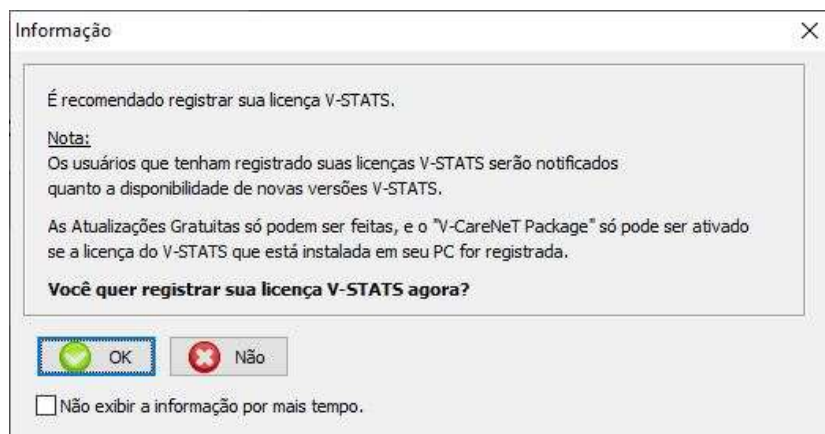 Informação
É recomendado registrar sua licença V-STATS.
Nota:
Os usuários que tenham registrado suas licenças V-STATS serão notificados
quanto a disponibilidade de novas versões V-STATS.
As Atualizações Gratuitas só podem ser feitas, e o "V-CareNeT Package" só pode ser ativado
se a licença do V-STATS que está instalada em seu PC for registrada.
Você quer registrar sua licença V-STATS agora?
OK
Não
Não exibir a informação por mais tempo.